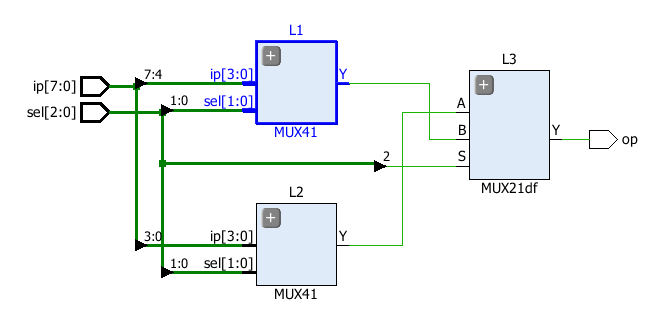 L1
7:4
ip[3:0]
Y
ip[7:0]
1:0
sel[1:0]
sel[2:0]
MUX41
L3
A
B
Y
op
2
S
MUX21df
L2
3:0
ip[3:0]
Y
1:0
sel[1:0]
MUX41